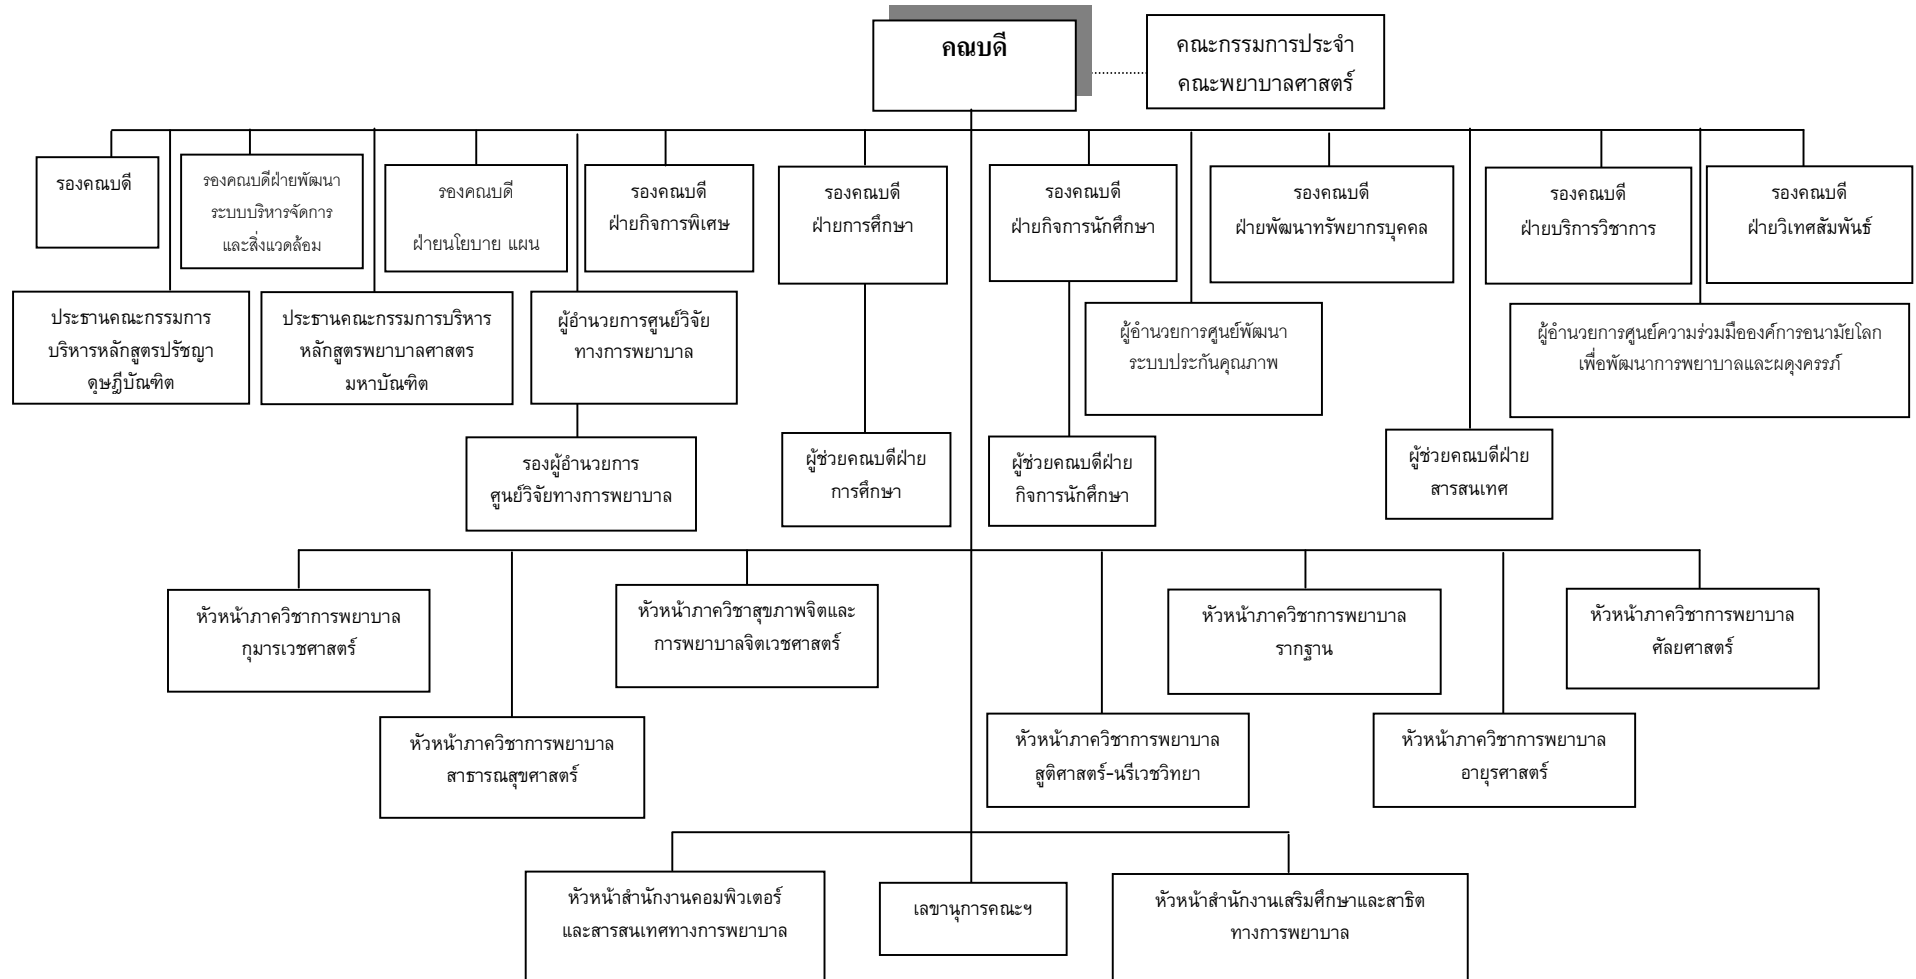 คณบดี
คณะกรรมการประจำ
คณะพยาบาลศาสตร์
รองคณบดี
รองคณบดีฝ่ายพัฒนา
ระบบบริหารจัดการ
และสิ่งแวดล้อม
รองคณบดี
ฝ่ายนโยบาย แผน
รองคณบดี
ฝ่ายกิจการพิเศษ
รองคณบดี
ฝ่ายการศึกษา
รองคณบดี
ฝ่ายกิจการนักศึกษา
รองคณบดี
ฝ่ายพัฒนาทรัพยากรบุคคล
รองคณบดี
ฝ่ายบริการวิชาการ
รองคณบดี
ฝ่ายวิเทศสัมพันธ์
ประธานคณะกรรมการ
บริหารหลักสูตรปรัชญา
ดุษฎีบัณฑิต
ประธานคณะกรรมการบริหาร
หลักสูตรพยาบาลศาสตร
มหาบัณฑิต
ผู้อำนวยการศูนย์วิจัย
ทางการพยาบาล
ผู้อำนวยการศูนย์พัฒนา
ระบบประกันคุณภาพ
ผู้อำนวยการศูนย์ความร่วมมือองค์การอนามัยโลก
เพื่อพัฒนาการพยาบาลและผดุงครรภ์
รองผู้อำนวยการ
ศูนย์วิจัยทางการพยาบาล
ผู้ช่วยคณบดีฝ่าย
การศึกษา
ผู้ช่วยคณบดีฝ่าย
กิจการนักศึกษา
ผู้ช่วยคณบดีฝ่าย
สารสนเทศ
หัวหน้าภาควิชาการพยาบาล
กุมารเวชศาสตร์
หัวหน้าภาควิชาสุขภาพจิตและ
การพยาบาลจิตเวชศาสตร์
หัวหน้าภาควิชาการพยาบาล
รากฐาน
หัวหน้าภาควิชาการพยาบาล
ศัลยศาสตร์
หัวหน้าภาควิชาการพยาบาล
สาธารณสุขศาสตร์
หัวหน้าภาควิชาการพยาบาล
สูติศาสตร์-นรีเวชวิทยา
หัวหน้าภาควิชาการพยาบาล
อายุรศาสตร์
หัวหน้าสำนักงานคอมพิวเตอร์
และสารสนเทศทางการพยาบาล
เลขานุการคณะฯ
หัวหน้าสำนักงานเสริมศึกษาและสาธิต
ทางการพยาบาล